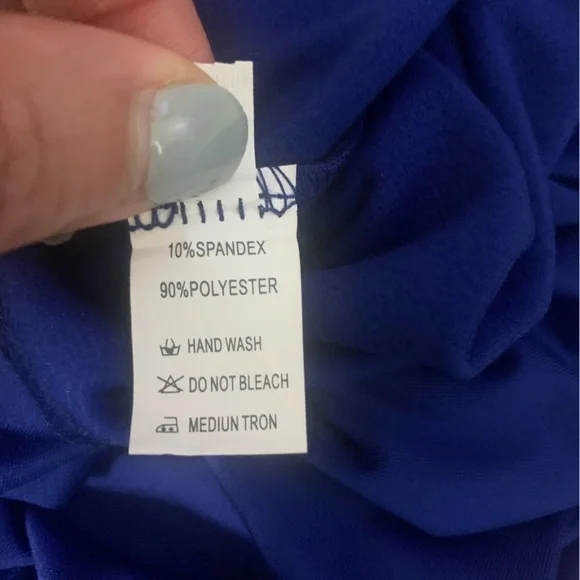 10%SPANDEX
90%POLYESTER
HAND WASH
DO NOT BLEACH
MEDIUN TRON